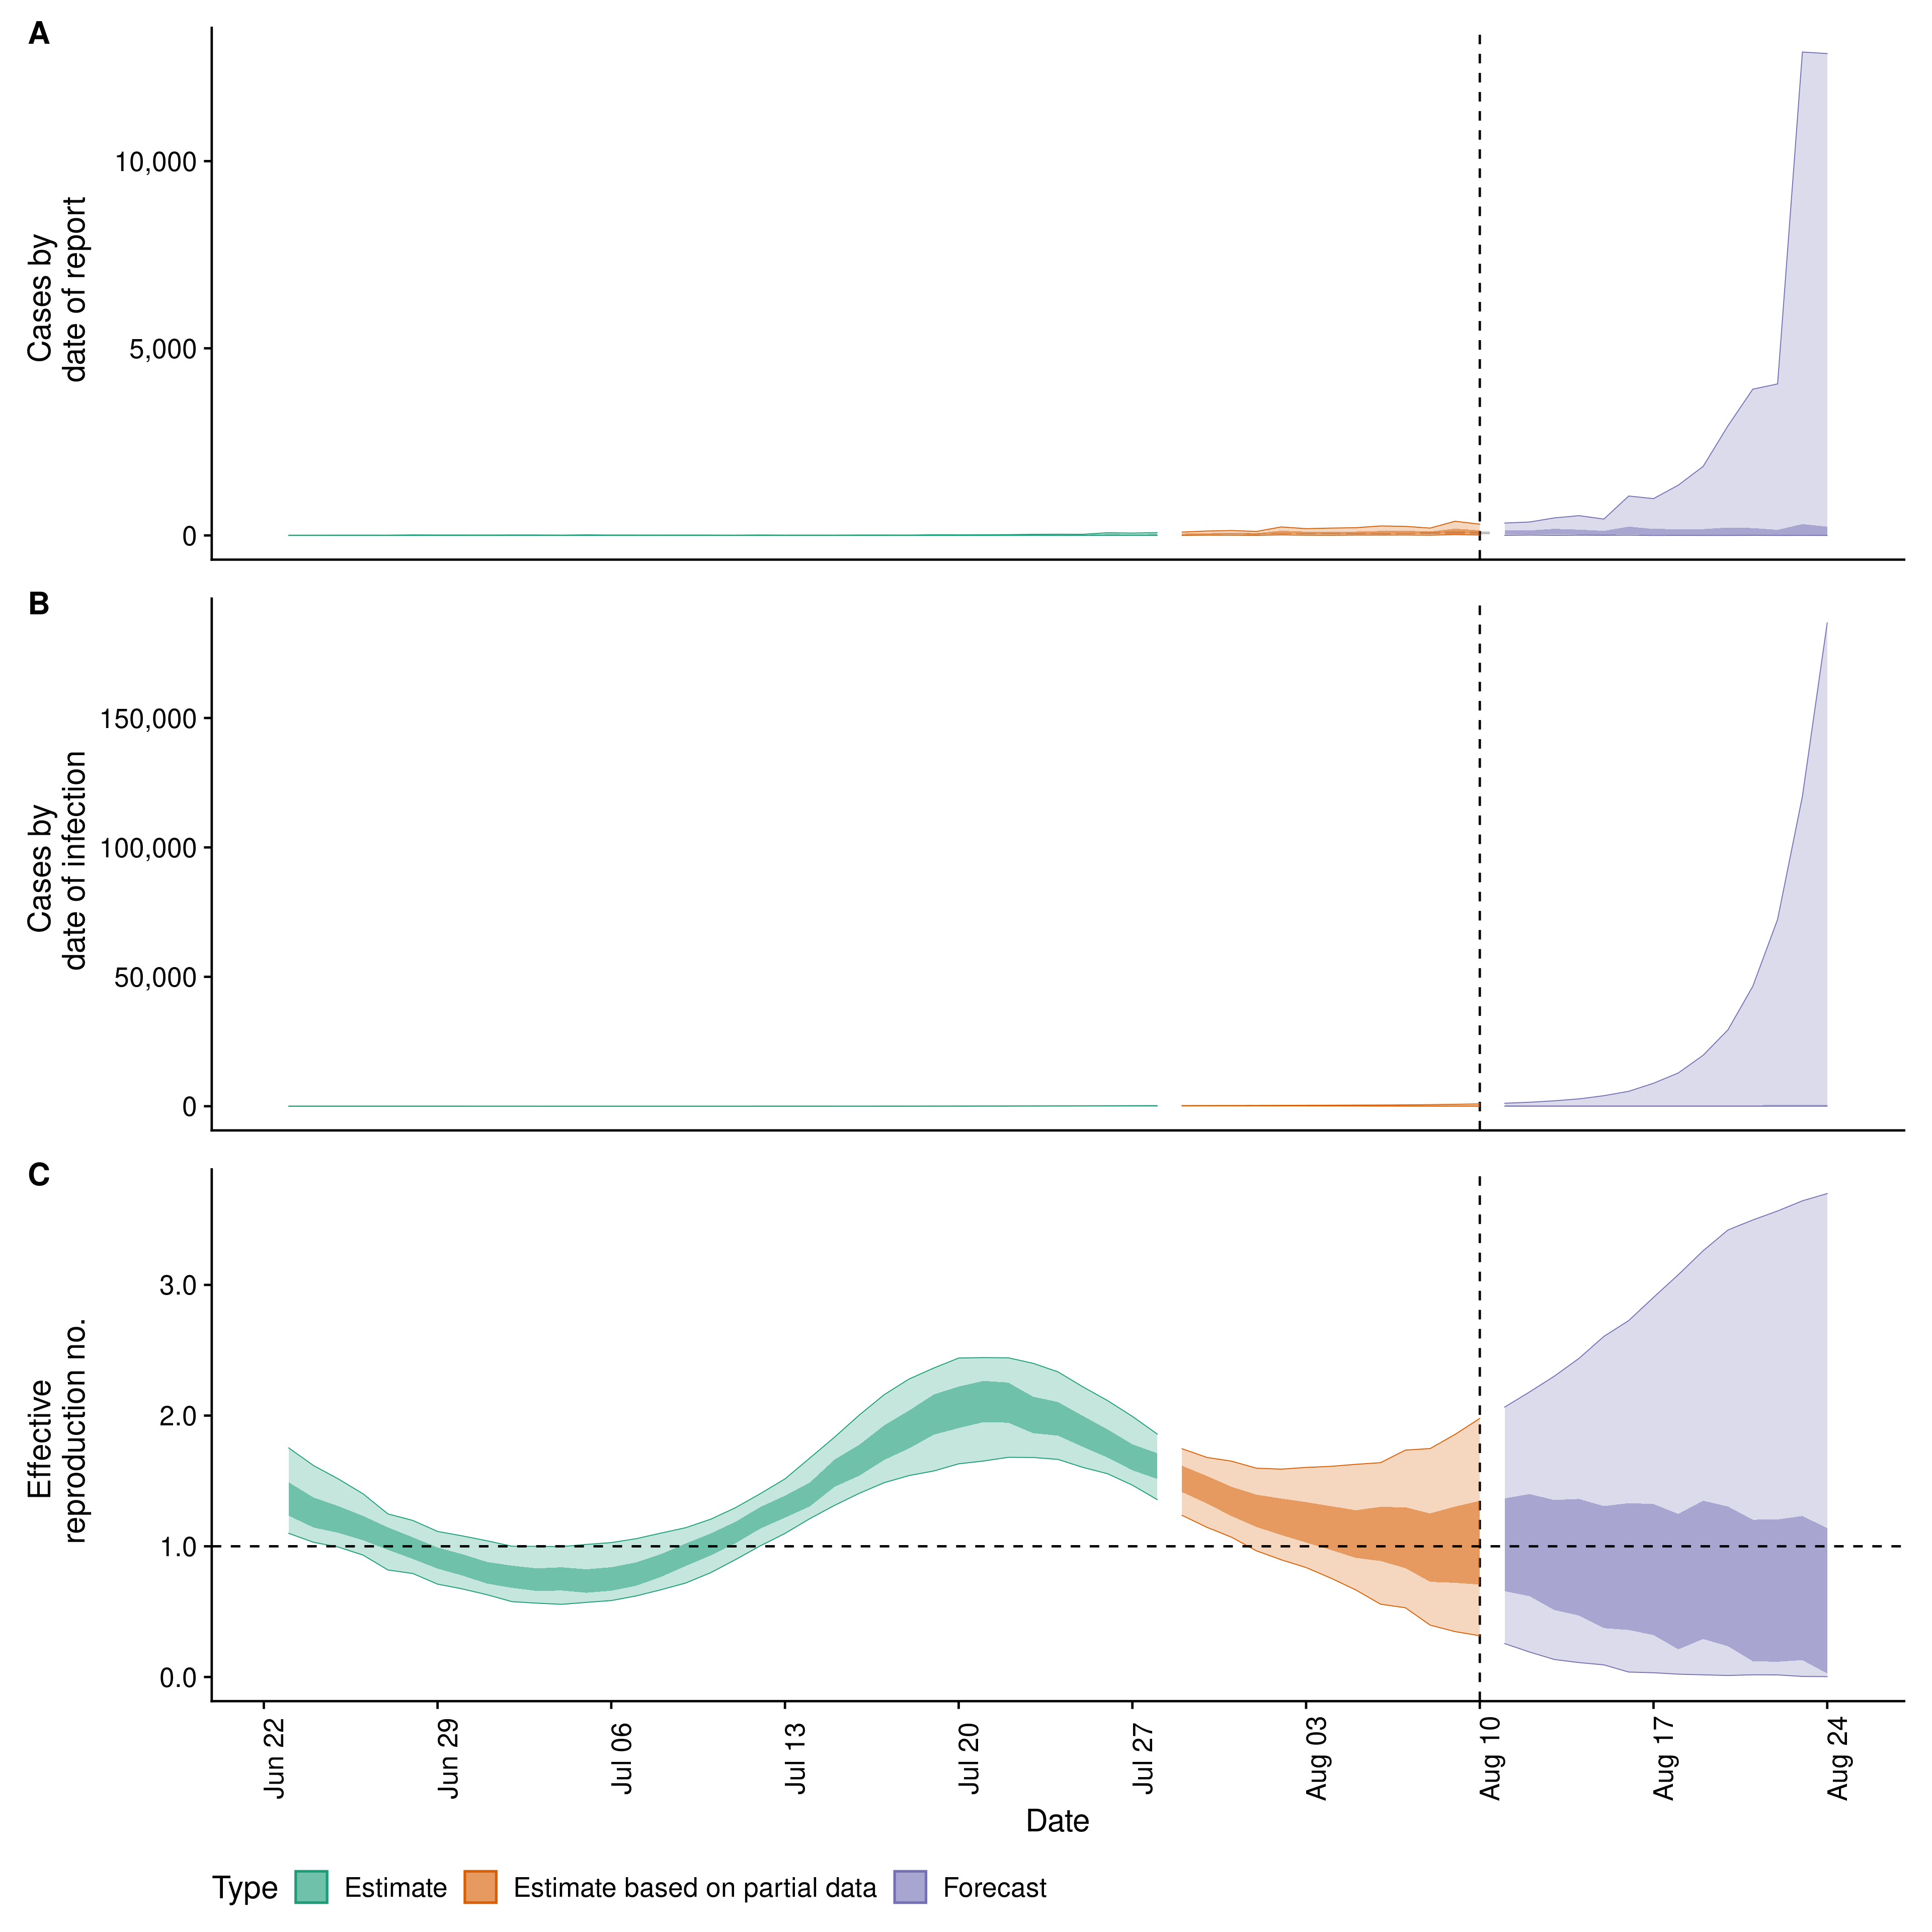 A
Cases by
date of report
10,000
5,000
0
B
Cases by
date of infection
150,000
100,000
50,000
0
C
Effective
reproduction no.
3.0
2.0
1.0
0.0
Jun 22
Jun 29
Jul 06
Jul 13
Jul 20
Jul 27
Aug 03
Aug 10
Aug 17
Aug 24
Date
Type Estimate Estimate based on partial data Forecast